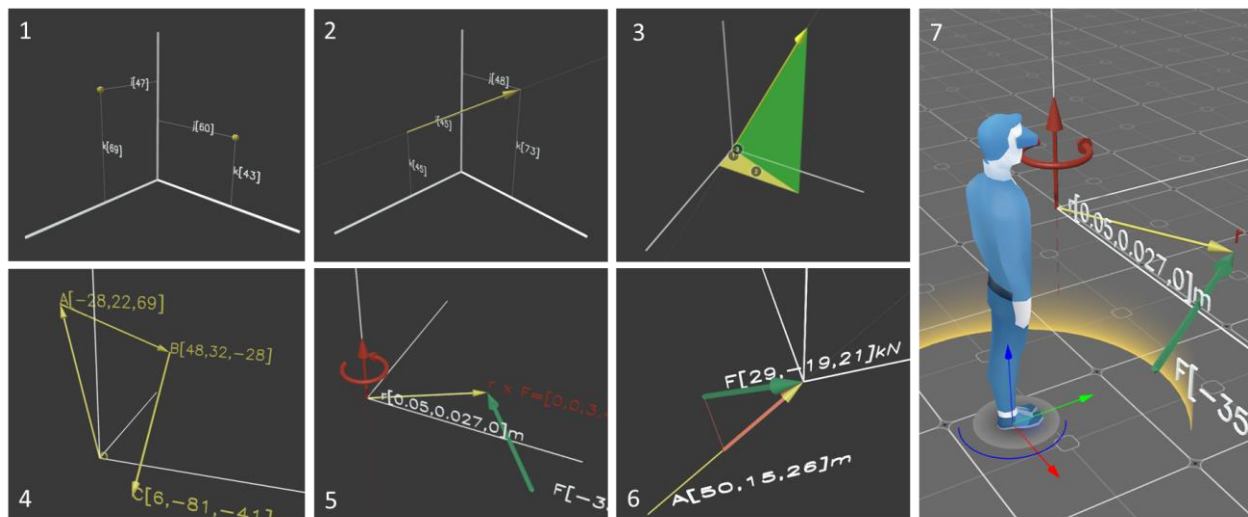 1
j[47]
j[60]
k[69]
k[43]
2
j[48]
j[45]
k[45]
k[73]
3
4
A[-28,22,69]
B[48,32,-28]
C[6,-81,-41]
5
r × F=[0,0,3,
r[0.05,0.027,0]m
F[-3
6
F[29,-19,21]kN
A[50,15,26]m
7
r
r[0.05,0.027,0]m
F[-35